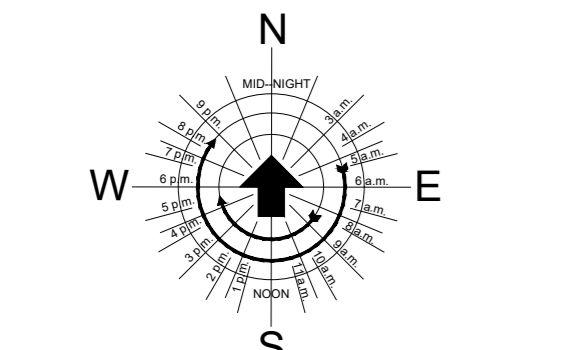 N
MID--NIGHT
3 a.m.
4 a.m.
5 a.m.
6 a.m.
7 a.m.
8 a.m.
9 a.m.
10 a.m.
11 a.m.
NOON
1 p.m.
2 p.m.
3 p.m.
4 p.m.
5 p.m.
6 p.m.
7 p.m.
8 p.m.
9 p.m.
W
E
S